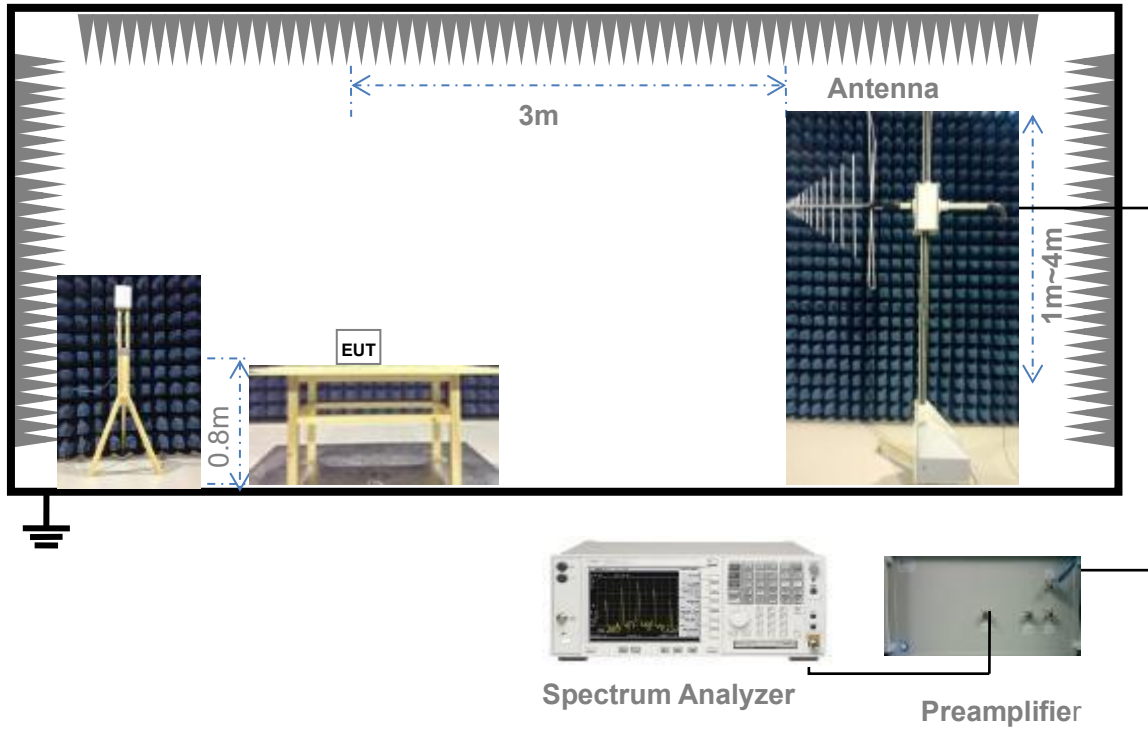 Antenna
3m
1m~4m
EUT
0.8m
Spectrum Analyzer
Preamplifier